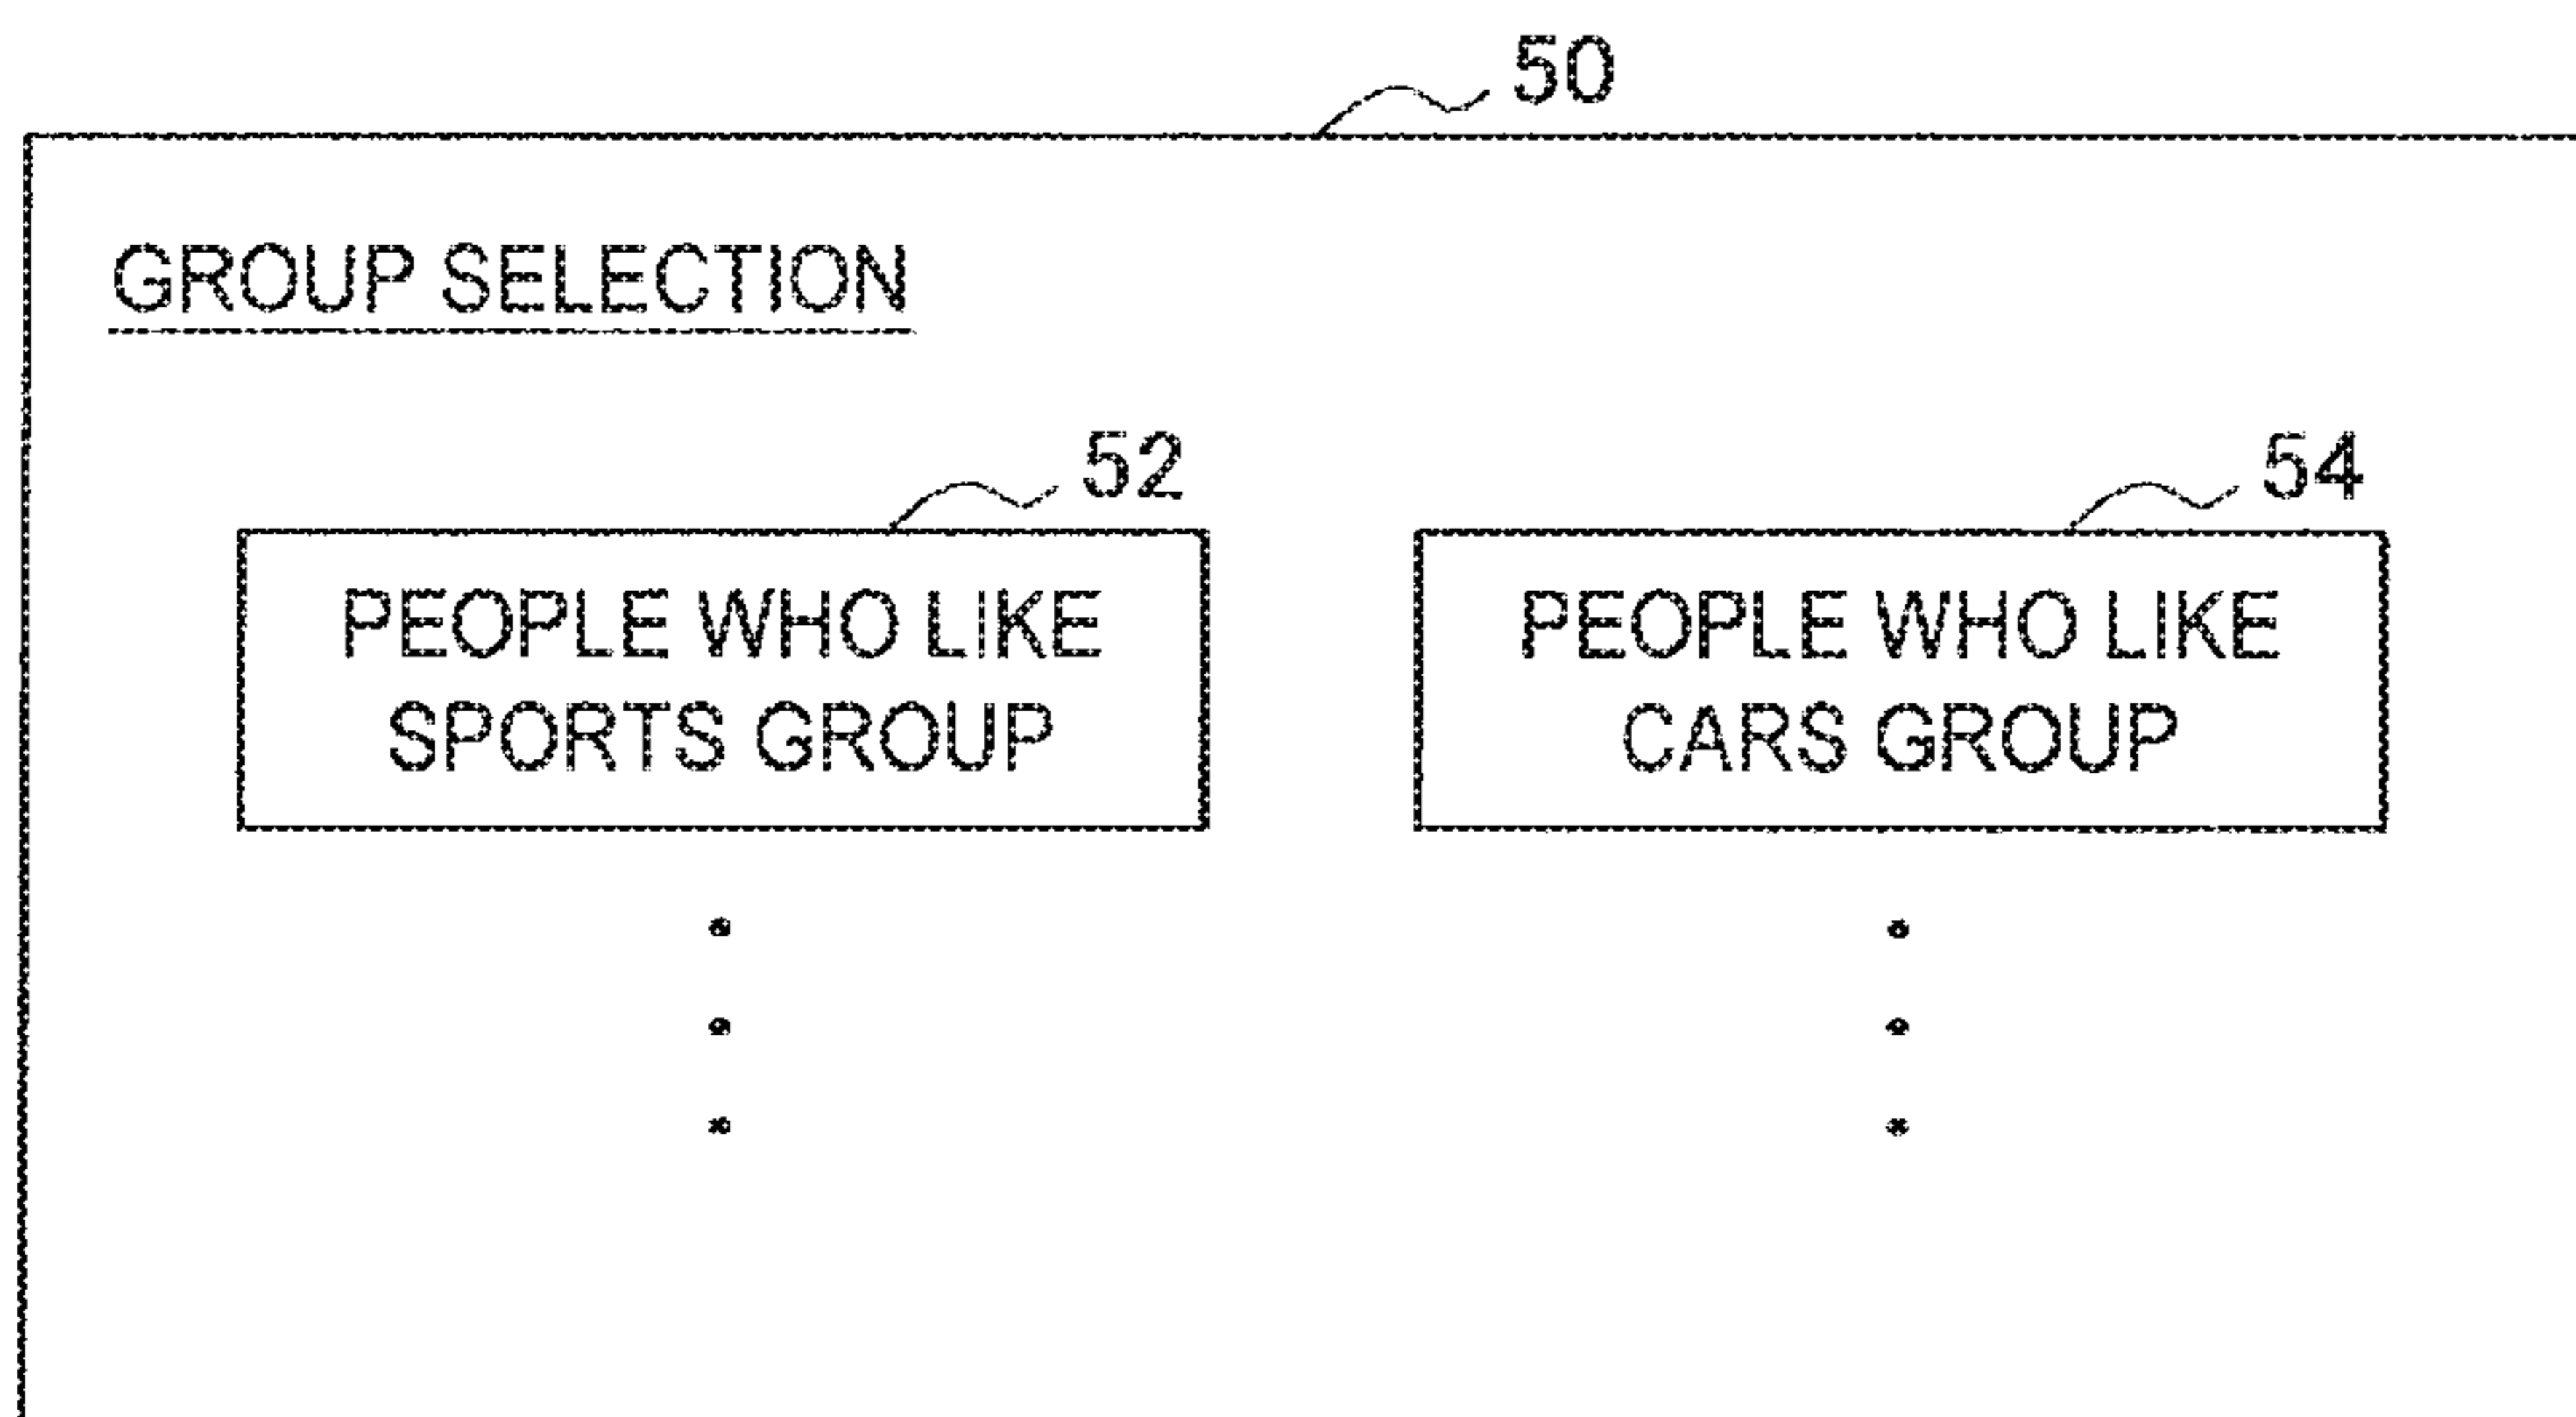 50
GROUP SELECTION
52
54
PEOPLE WHO LIKE
SPORTS GROUP
PEOPLE WHO LIKE
CARS GROUP